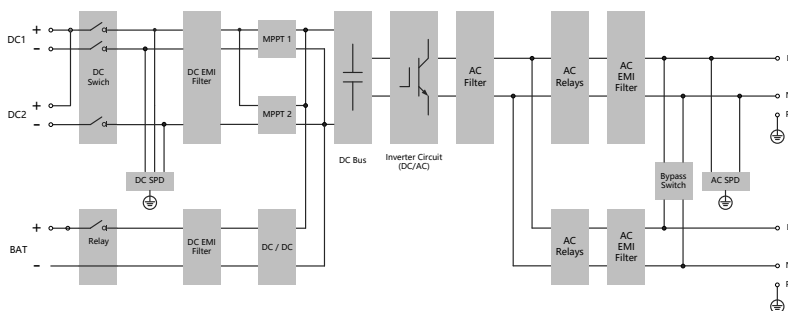 DC1
+
-
DC2
+
-
DC
Swich
DC SPD
DC EMI
Filter
MPPT 1
MPPT 2
DC Bus
Inverter Circuit
(DC/AC)
AC
Filter
AC
Relays
AC
EMI
Filter
Bypass
Switch
AC SPD
BAT
+
-
Relay
DC EMI
Filter
DC / DC
AC
Relays
AC
EMI
Filter